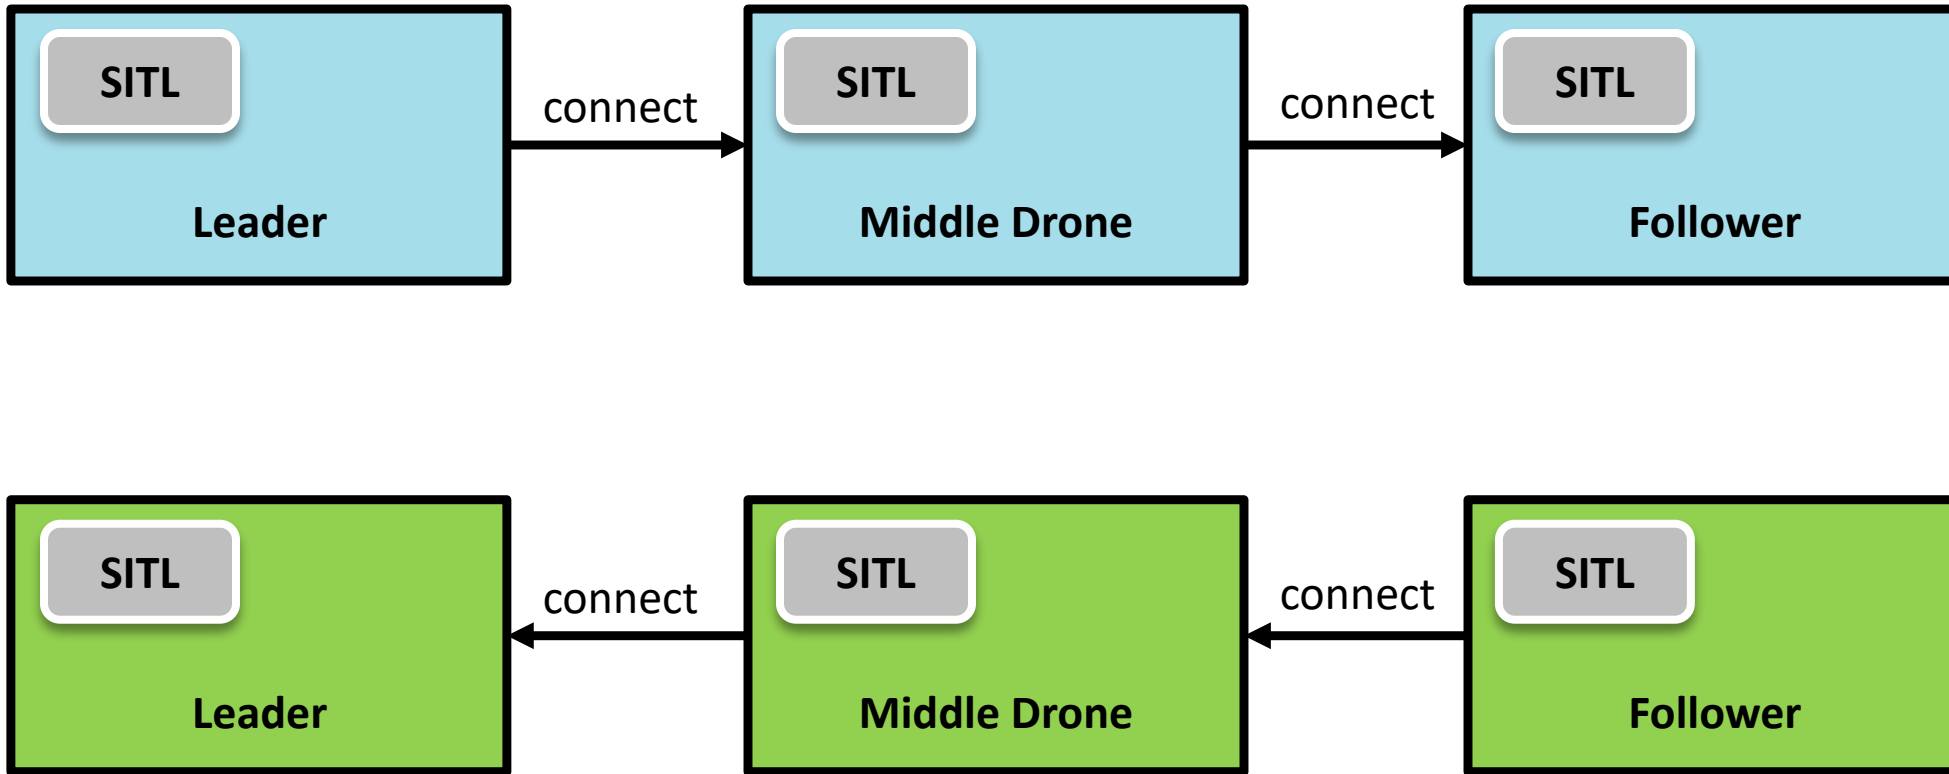 SITL
connect
Leader
SITL
connect
Middle Drone
SITL
Follower
SITL
connect
Leader
SITL
connect
Middle Drone
SITL
Follower